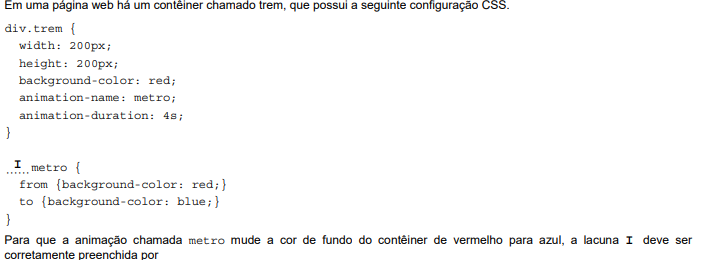 Em uma página web há um contêiner chamado trem, que possui a seguinte configuração CSS.
div.trem {
width: 200px;
height: 200px;
background-color: red;
animation-name: metro;
animation-duration: 4s;
}
..I.. metro {
from {background-color: red;}
to {background-color: blue;}
}
Para que a animação chamada metro mude a cor de fundo do contêiner de vermelho para azul, a lacuna I deve ser
corretamente preenchida por